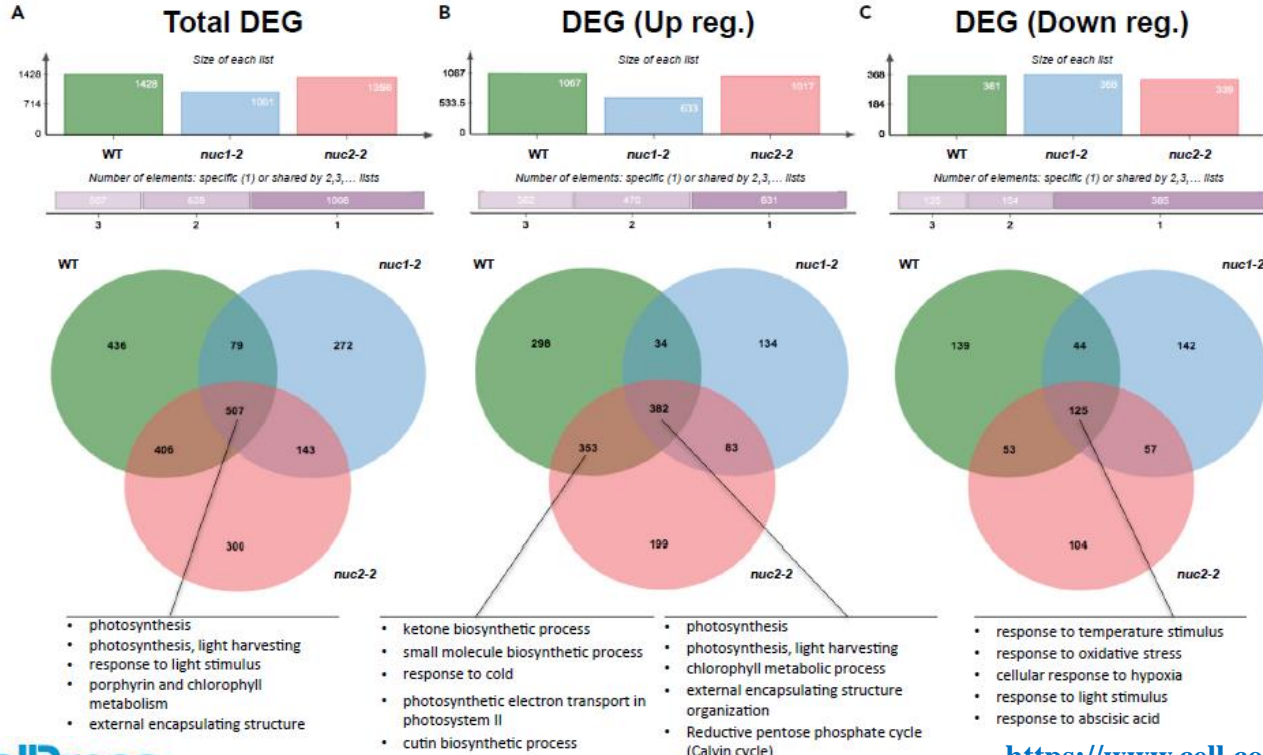 A
Total DEG
Size of each list
1428
714
0
1428
1001
WT
nuc1-2
nuc2-2
Number of elements: specific (1) or shared by 2,3,... lists
507
628
3
2
1
WT
nuc1-2
436
79
272
507
406
143
300
nuc2-2
• photosynthesis
• photosynthesis, light harvesting
• response to light stimulus
• porphyrin and chlorophyll
metabolism
• external encapsulating structure
B
DEG (Up reg.)
Size of each list
533.5
0
1067
633
1017
WT
nuc1-2
nuc2-2
Number of elements: specific (1) or shared by 2,3,... lists
470
631
3
2
1
WT
nuc1-2
298
34
134
382
353
83
199
nuc2-2
• ketone biosynthetic process
• small molecule biosynthetic process
• response to cold
• photosynthetic electron transport in
photosystem II
• cutin biosynthetic process
• photosynthesis
• photosynthesis, light harvesting
• chlorophyll metabolic process
• external encapsulating structure
organization
• Reductive pentose phosphate cycle
(Calvin cycle)
C
DEG (Down reg.)
Size of each list
368
184
0
339
WT
nuc1-2
nuc2-2
Number of elements: specific (1) or shared by 2,3,... lists
125
154
385
3
2
1
WT
nuc1-2
139
44
142
125
53
57
104
nuc2-2
• response to temperature stimulus
• response to oxidative stress
• cellular response to hypoxia
• response to light stimulus
• response to abscisic acid